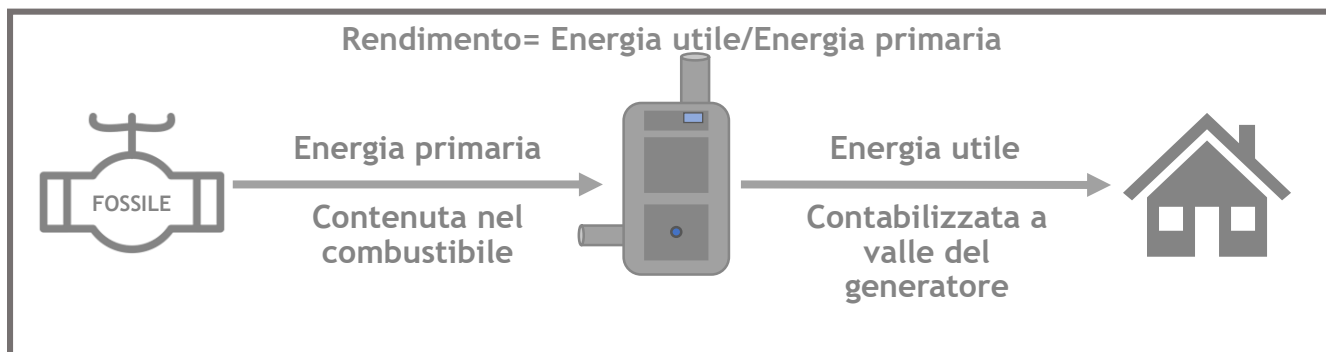 Rendimento= Energia utile/Energia primaria
FOSSILE
Energia primaria
Contenuta nel
combustibile
Energia utile
Contabilizzata a
valle del
generatore